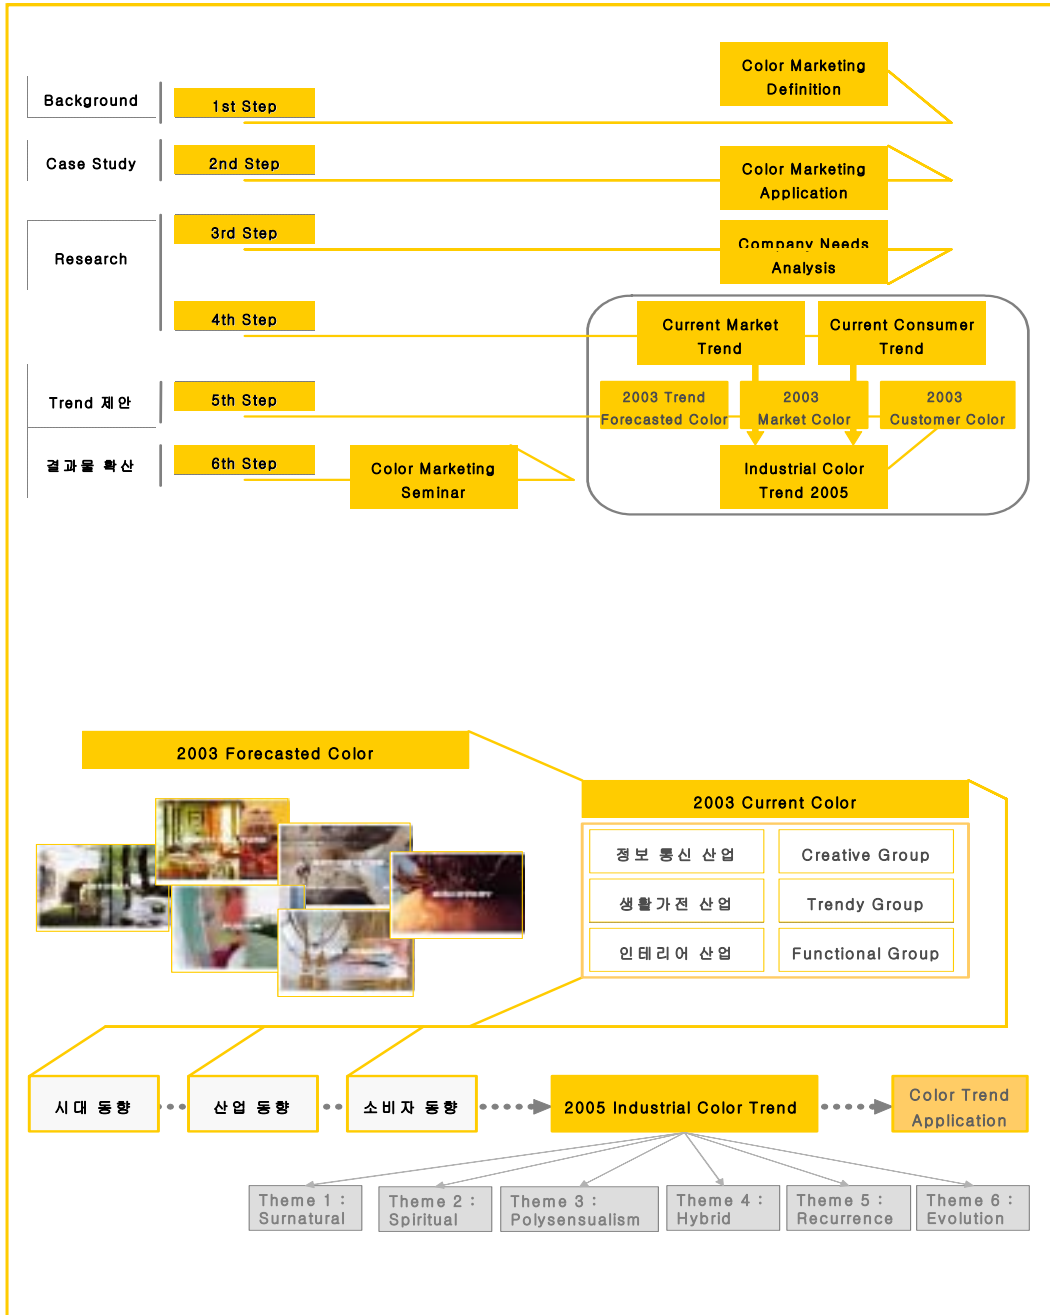 Color Marketing
Definition
Background
1st Step
Case Study
2nd Step
Color Marketing
Application
Research
3rd Step
Company Needs
Analysis
4th Step
Current Market
Trend
Current Consumer
Trend
Trend 제안
5th Step
2003 Trend
Forecasted Color
2003
Market Color
2003
Customer Color
결과물 확산
6th Step
Color Marketing
Seminar
Industrial Color
Trend 2005
2003 Forecasted Color
2003 Current Color
정보 통신 산업
Creative Group
생활가전 산업
Trendy Group
인테리어 산업
Functional Group
시대 동향
산업 동향
소비자 동향
2005 Industrial Color Trend
Color Trend
Application
Theme 1 :
Surnatural
Theme 2 :
Spiritual
Theme 3 :
Polysensualism
Theme 4 :
Hybrid
Theme 5 :
Recurrence
Theme 6 :
Evolution